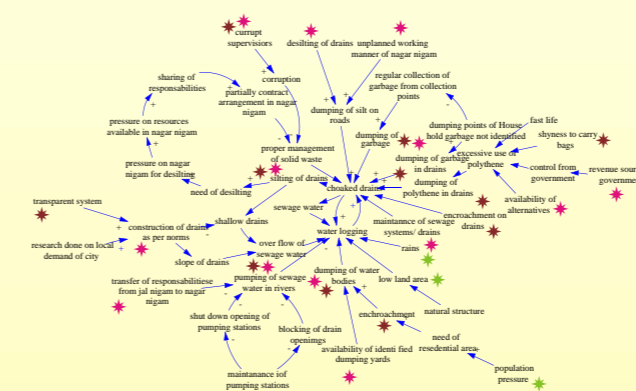 currupt
supervisiors
desilting of drains
unplanned working
manner of nagar nigam
sharing of
responsabilities
corruption
partially contract
arrangement in nagar
nigam
regular collection of
garbage from collection
points
dumping of silt on
roads
dumping points of House
hold garbage not identified
fast life
pressure on resources
available in nagar nigam
dumping of
garbage
shyness to carry
bags
proper management
of solid waste
excessive use of
polythene
pressure on nagar
nigam for desilting
dumping of garbage
in drains
control from
government
revenue sour
governme
silting of drains
need of desilting
choaked drains
dumping of
polythene in drains
availability of
alternatives
transparent system
sewage water
encroachment on
drains
shallow drains
maintance of sewage
systems/ drains
construction of drain
as per norms
water logging
research done on local
demand of city
over flow of
sewage water
rains
slope of drains
transfer of responsibilitiese
from jal nigam to nagar
nigam
pumping of sewage
water in rivers
dumping of water
bodies
low land area
shut down opening of
pumping stations
enchroachment
natural structure
blocking of drain
openimgs
need of
resedential area
availability of identi fied
dumping yards
maintanance iof
pumping stations
population
pressure